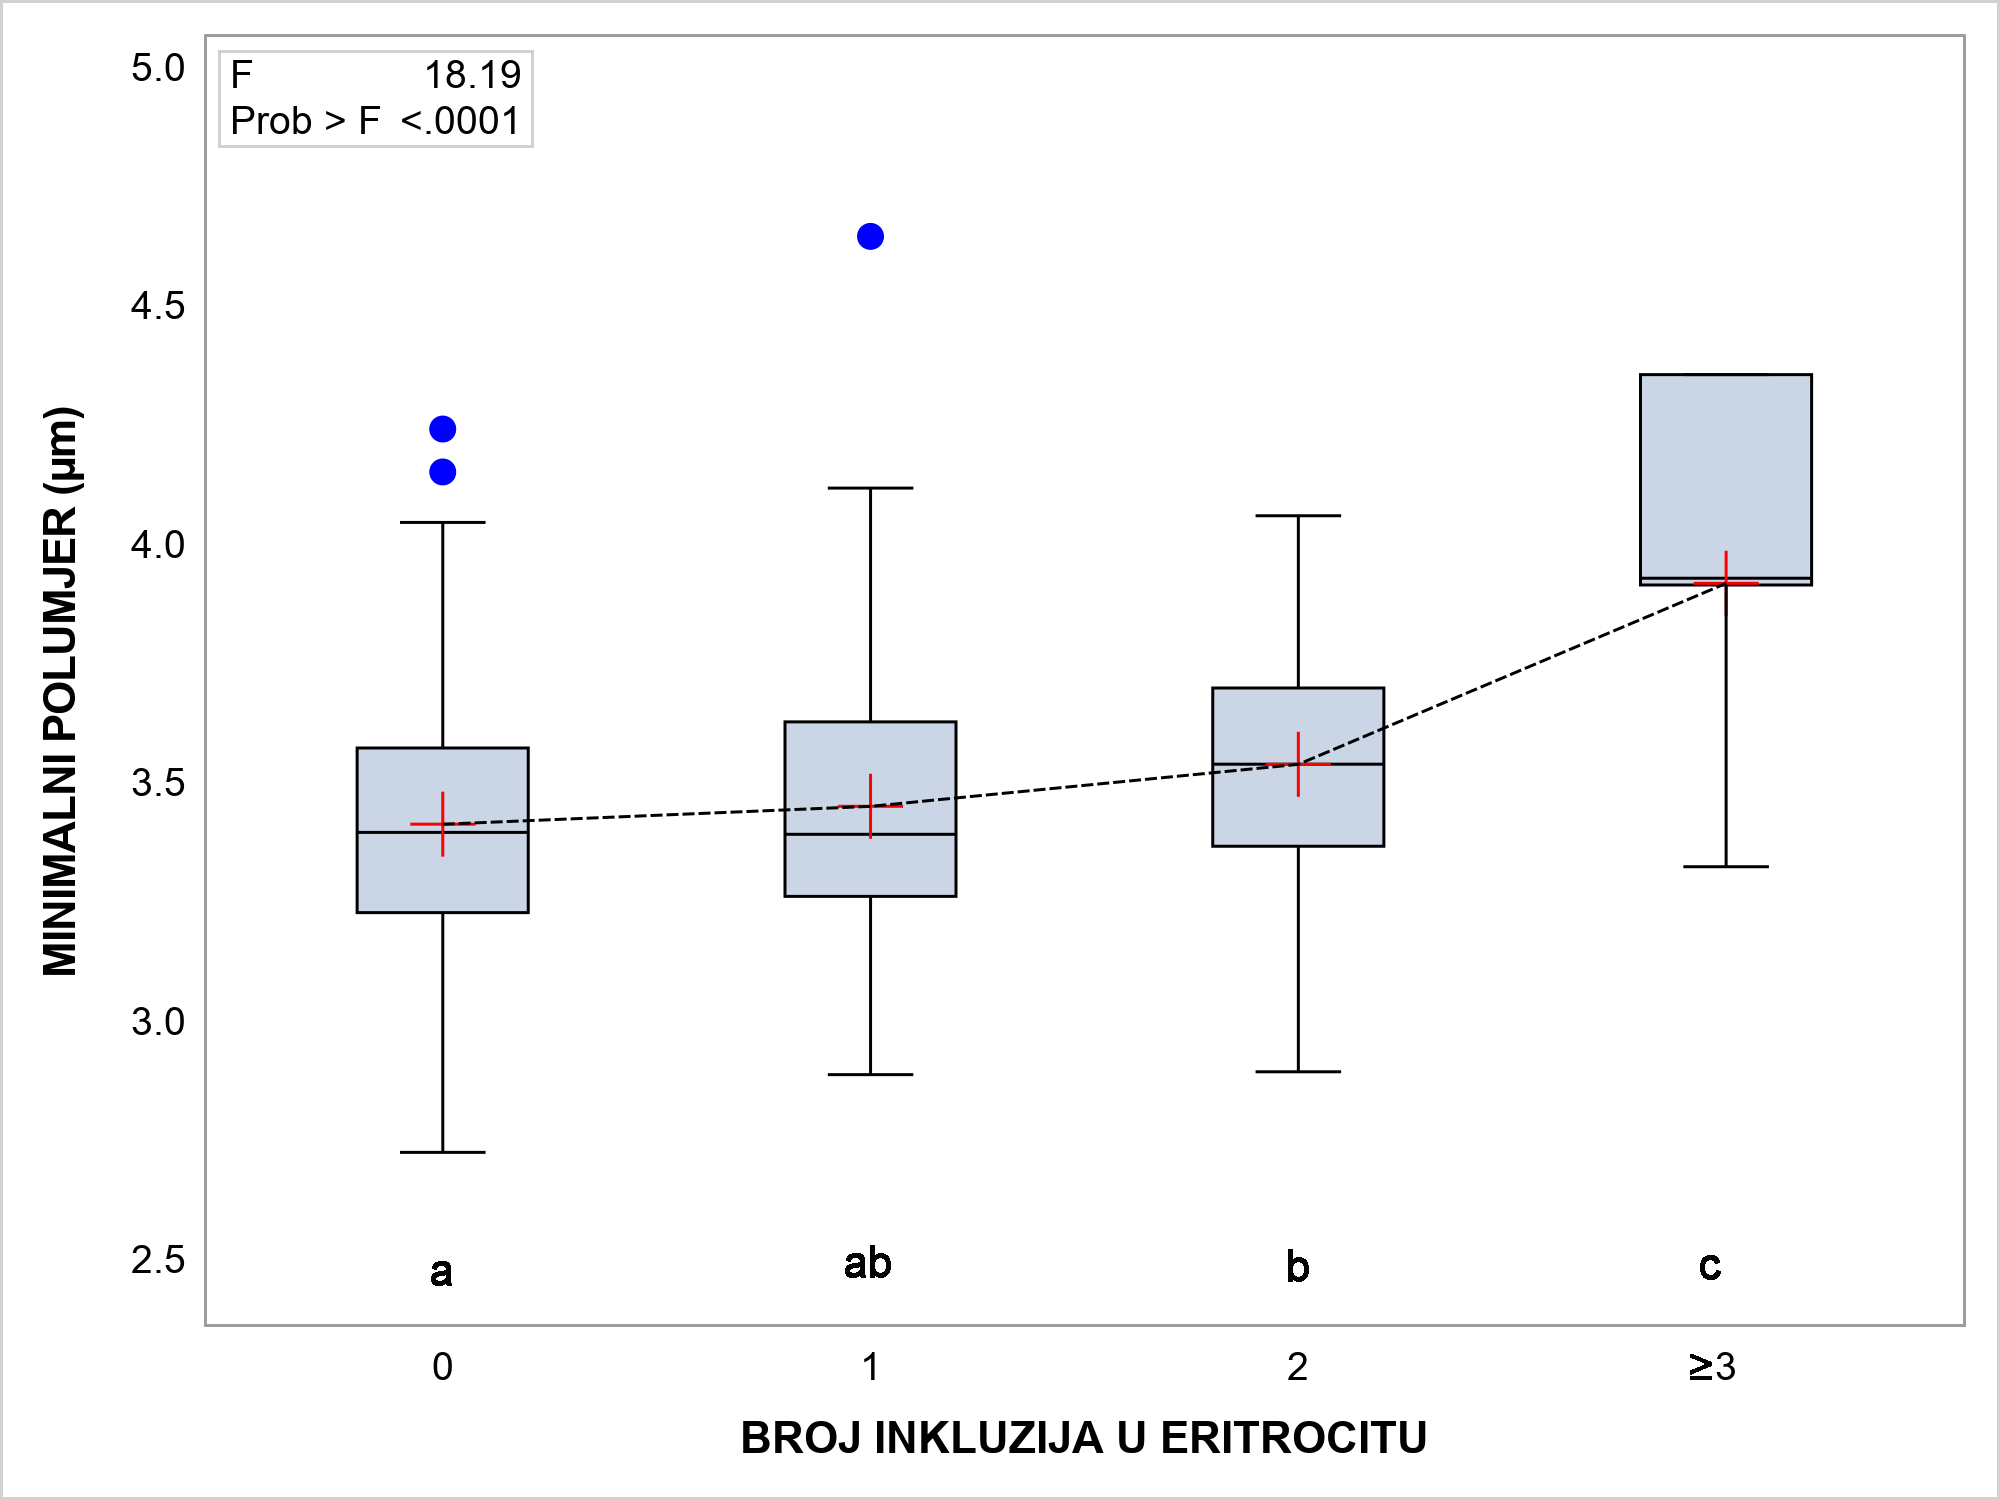 F 18.19
Prob > F <.0001
5.0
4.5
4.0
3.5
3.0
2.5
MINIMALNI POLUMJER (µm)
a ab b c
0 1 2 ≥3
BROJ INKLUZIJA U ERITROCITU